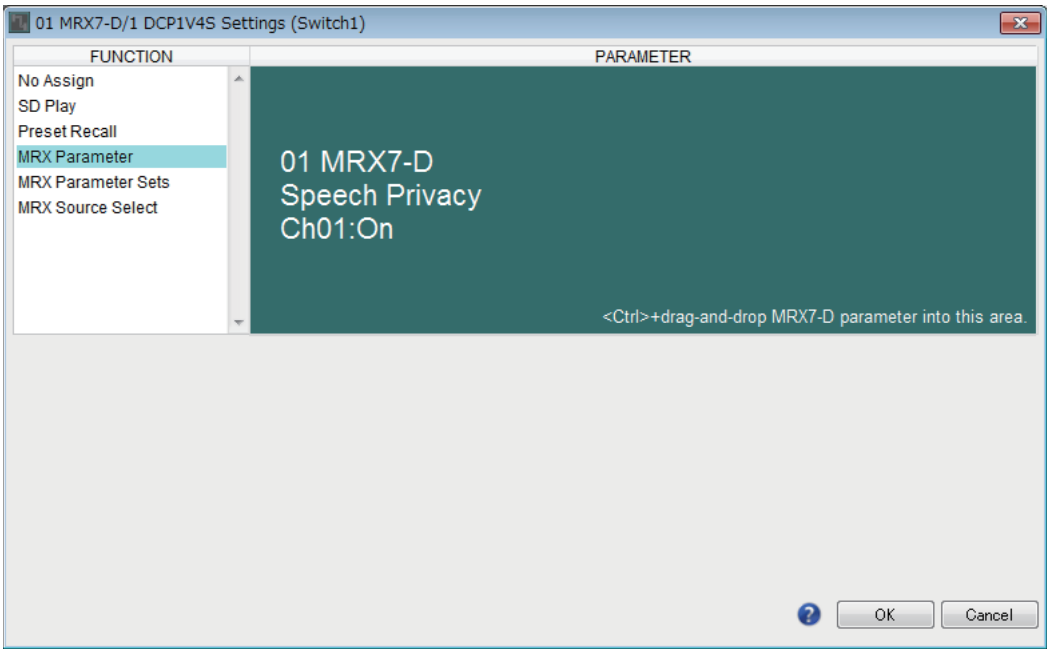 01 MRX7-D/1 DCP1V4S Settings (Switch1)
FUNCTION
PARAMETER
No Assign
SD Play
Preset Recall
MRX Parameter
MRX Parameter Sets
MRX Source Select
01 MRX7-D
Speech Privacy
Ch01:On
<Ctrl>+drag-and-drop MRX7-D parameter into this area.
?
OK
Cancel